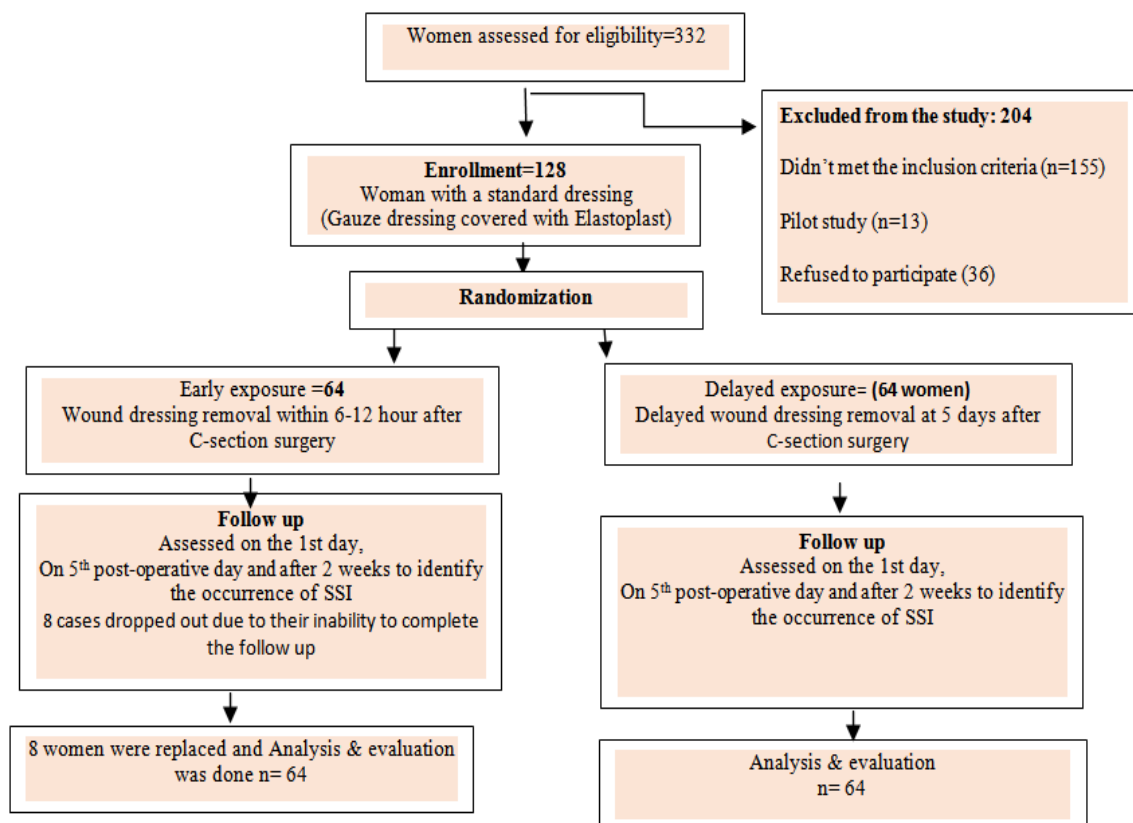 Women assessed for eligibility=332
Excluded from the study: 204
Didn’t met the inclusion criteria (n=155)
Pilot study (n=13)
Refused to participate (36)
Enrollment=128
Woman with a standard dressing
(Gauze dressing covered with Elastoplast)
Randomization
Early exposure =64
Wound dressing removal within 6-12 hour after
C-section surgery
Delayed exposure= (64 women)
Delayed wound dressing removal at 5 days after
C-section surgery
Follow up
Assessed on the 1st day,
On 5th post-operative day and after 2 weeks to identify
the occurrence of SSI
8 cases dropped out due to their inability to complete
the follow up
Follow up
Assessed on the 1st day,
On 5th post-operative day and after 2 weeks to identify
the occurrence of SSI
8 women were replaced and Analysis & evaluation
was done n= 64
Analysis & evaluation
n= 64